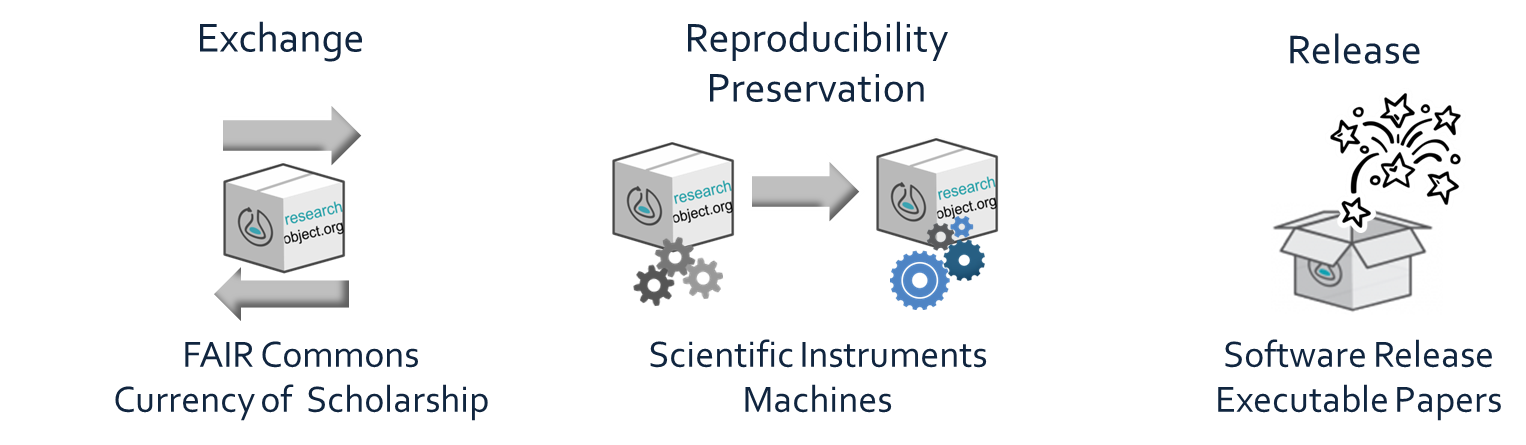 Exchange
research
object.org
FAIR Commons
Currency of Scholarship
Reproducibility
Preservation
research
object.org
research
object.org
Scientific Instruments
Machines
Release
Software Release
Executable Papers